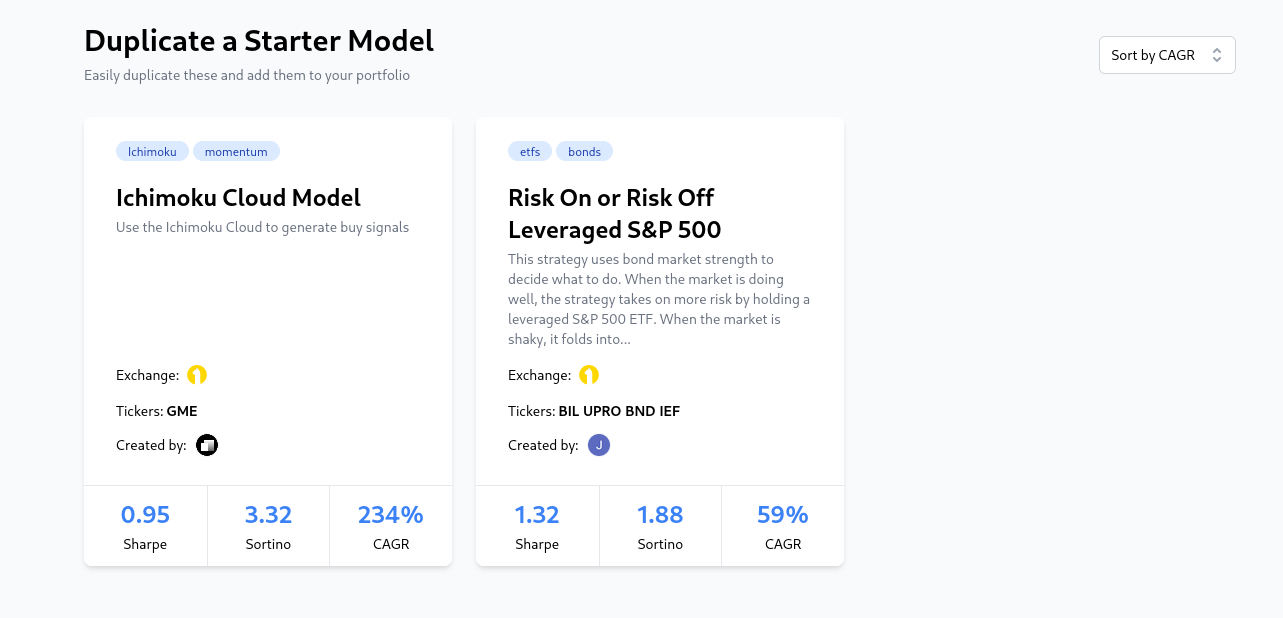 Duplicate a Starter Model
Easily duplicate these and add them to your portfolio
Sort by CAGR
Ichimoku momentum
Ichimoku Cloud Model
Use the Ichimoku Cloud to generate buy signals
Exchange:
Tickers: GME
Created by:
0.95 3.32 234%
Sharpe Sortino CAGR
etfs bonds
Risk On or Risk Off
Leveraged S&P 500
This strategy uses bond market strength to
decide what to do. When the market is doing
well, the strategy takes on more risk by holding a
leveraged S&P 500 ETF. When the market is
shaky, it folds into...
Exchange:
Tickers: BIL UPRO BND IEF
Created by: J
1.32 1.88 59%
Sharpe Sortino CAGR